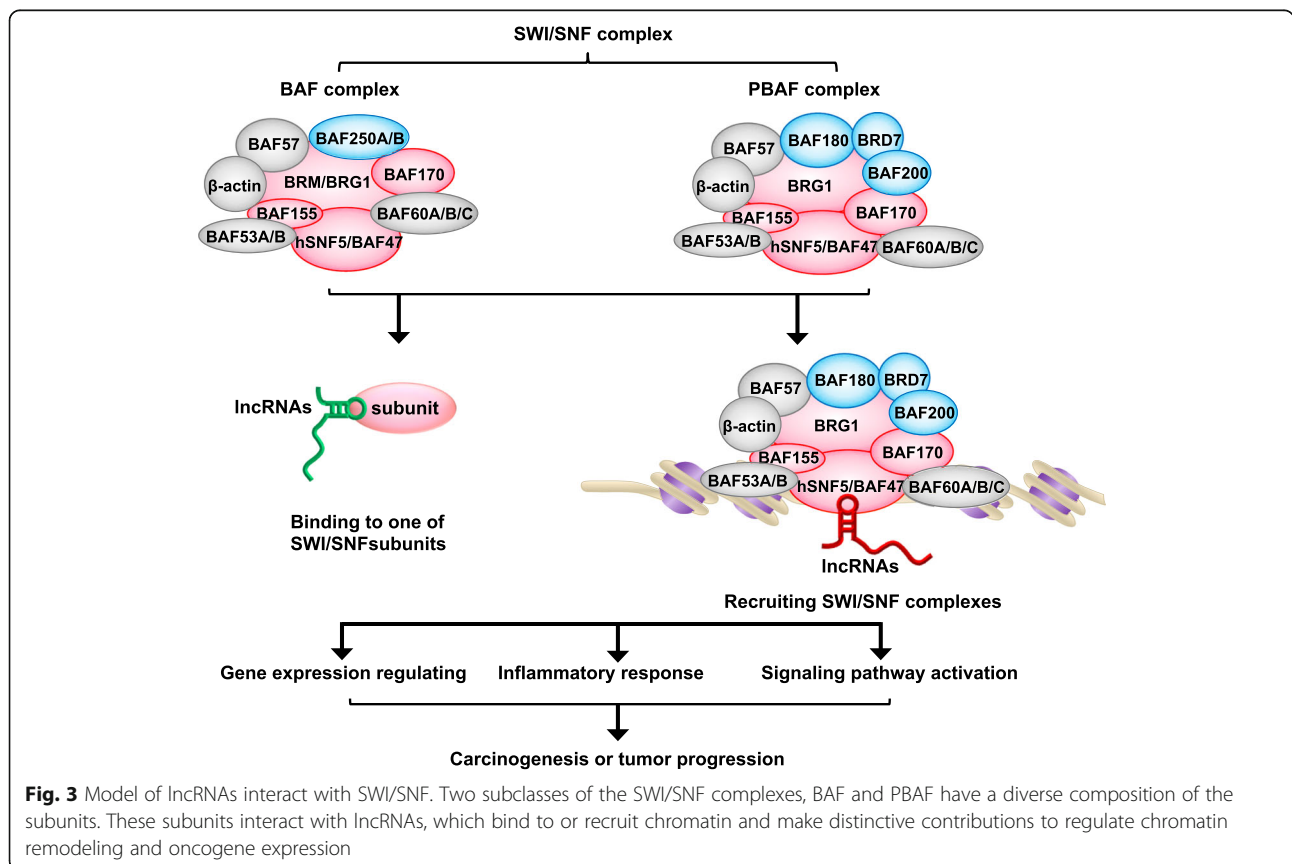 SWI/SNF complex
BAF complex
PBAF complex
BAF57
BAF250A/B
β-actin
BRM/BRG1
BAF170
BAF155
BAF60A/B/C
BAF53A/B
hSNF5/BAF47
BAF57
BAF180
BRD7
BAF200
β-actin
BRG1
BAF155
BAF170
BAF53A/B
hSNF5/BAF47
BAF60A/B/C
lncRNAs
subunit
Binding to one of
SWI/SNFsubunits
BAF57
BAF180
BRD7
BAF200
β-actin
BRG1
BAF155
BAF170
BAF53A/B
hSNF5/BAF47
BAF60A/B/C
lncRNAs
Recruiting SWI/SNF complexes
Gene expression regulating
Inflammatory response
Signaling pathway activation
Carcinogenesis or tumor progression
Fig. 3 Model of lncRNAs interact with SWI/SNF. Two subclasses of the SWI/SNF complexes, BAF and PBAF have a diverse composition of the
subunits. These subunits interact with lncRNAs, which bind to or recruit chromatin and make distinctive contributions to regulate chromatin
remodeling and oncogene expression